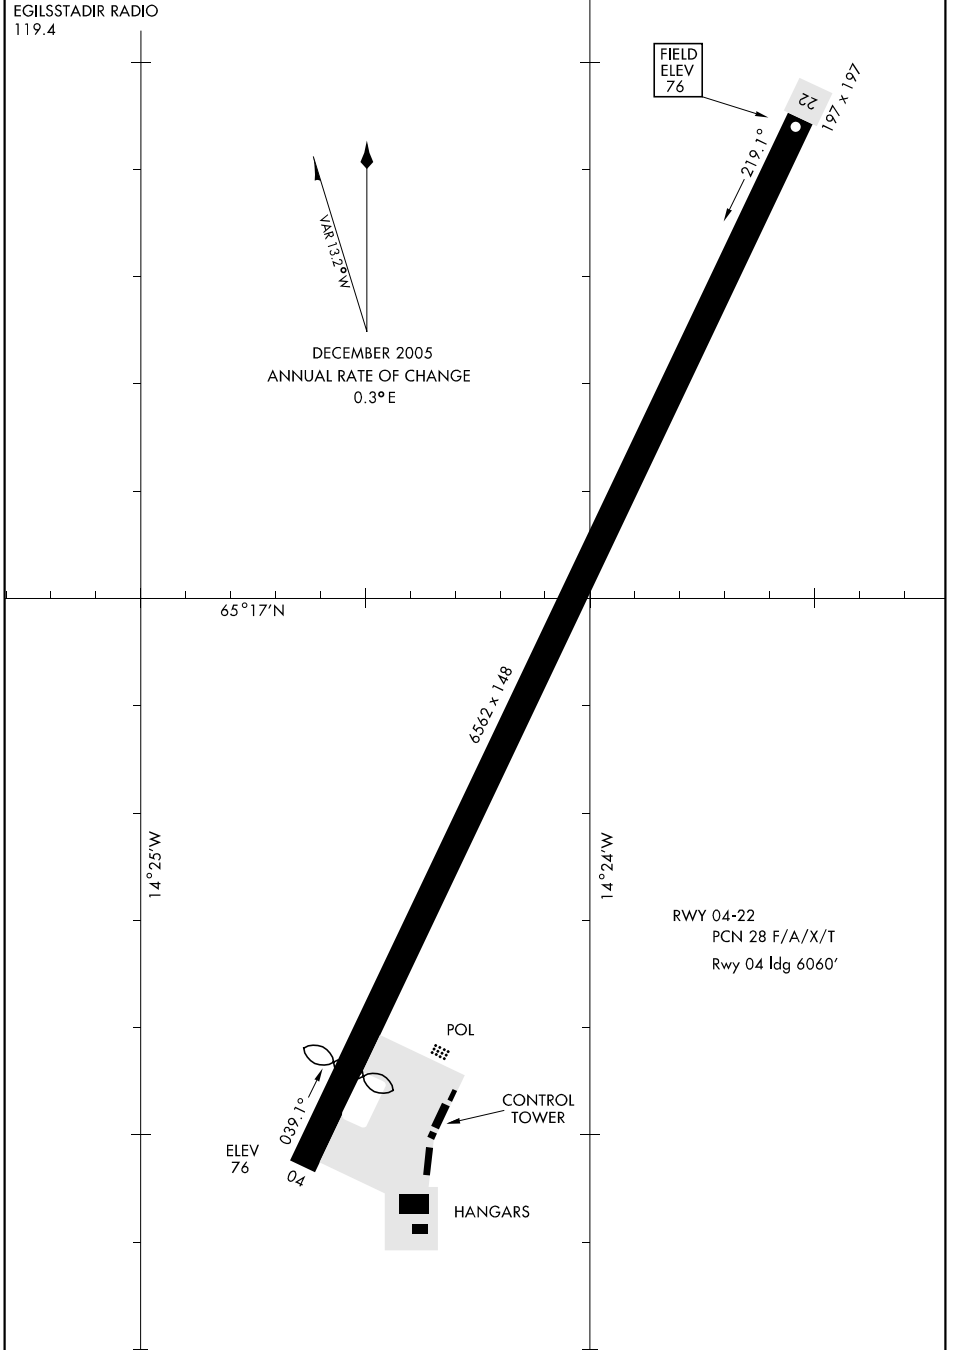 EGILSSTADIR RADIO
119.4
FIELD
ELEV
76
22
197 x 197
219.1°
VAR 13.2° W
DECEMBER 2005
ANNUAL RATE OF CHANGE
0.3° E
65°17'N
6562 x 148
14°25'W
14°24'W
RWY 04-22
PCN 28 F/A/X/T
Rwy 04 ldg 6060'
POL
CONTROL
TOWER
039.1°
ELEV
76
04
HANGARS